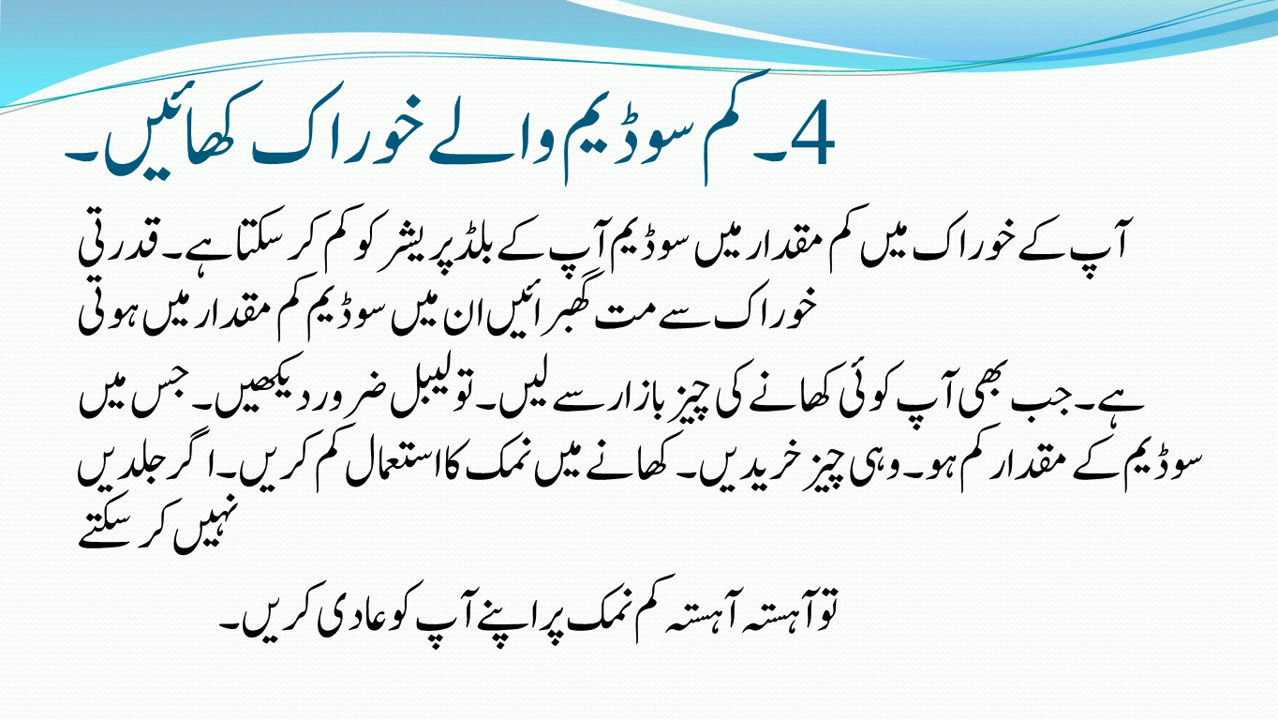 4۔ کم سوڈیم والے خوراک کھائیں۔
آپ کے خوراک میں کم مقدار میں سوڈیم آپ کے بلڈ پریشر کو کم کر سکتا ہے۔ قدرتی
خوراک سے مت گھبرائیں ان میں سوڈیم کم مقدار میں ہوتی
ہے۔ جب بھی آپ کوئی کھانے کی چیز بازار سے لیں۔ تو لیبل ضرور دیکھیں۔ جس میں
سوڈیم کے مقدار کم ہو۔ وہی چیز خریدیں۔ کھانے میں نمک کا استعمال کم کریں۔ اگر جلدیں
نہیں کر سکتے
تو آہستہ آہستہ کم نمک پر اپنے آپ کو عادی کریں۔